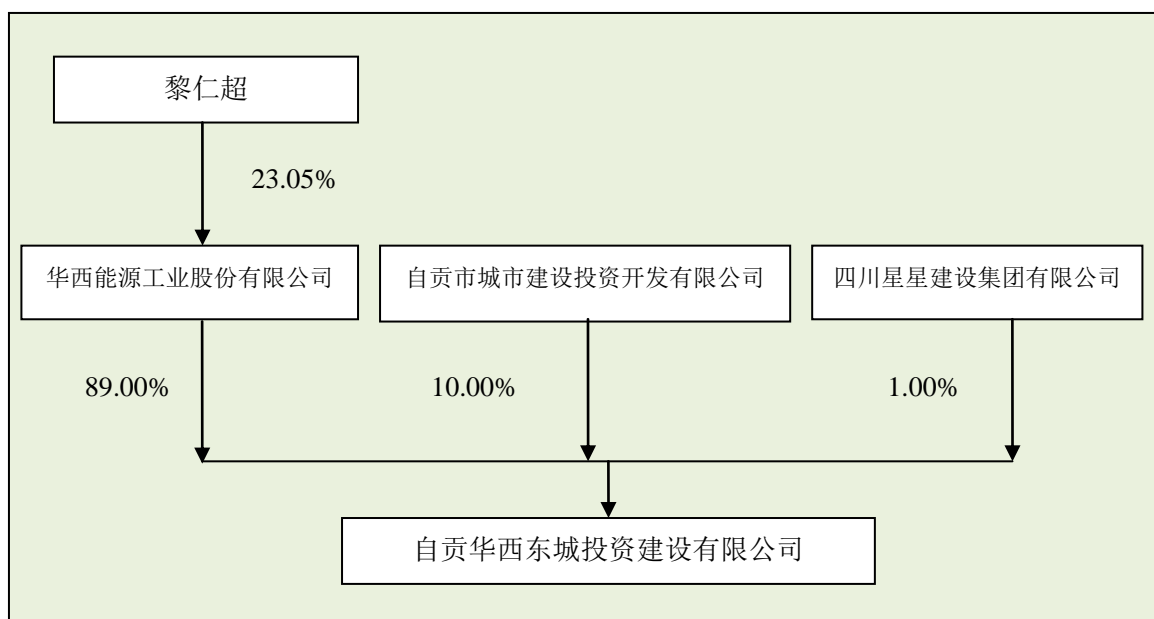 黎仁超
23.05%
华西能源工业股份有限公司
自贡市城市建设投资开发有限公司
四川星星建设集团有限公司
89.00%
10.00%
1.00%
自贡华西东城投资建设有限公司